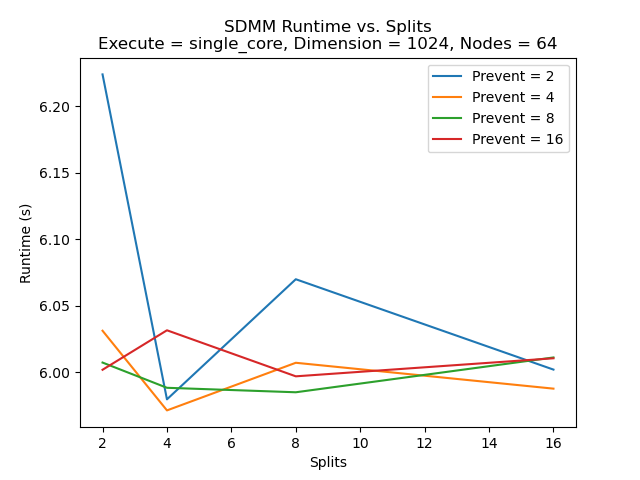 SDMM Runtime vs. Splits
Execute = single_core, Dimension = 1024, Nodes = 64
Prevent = 2
Prevent = 4
Prevent = 8
Prevent = 16
6.20
6.15
6.10
6.05
6.00
Runtime (s)
2 4 6 8 10 12 14 16
Splits